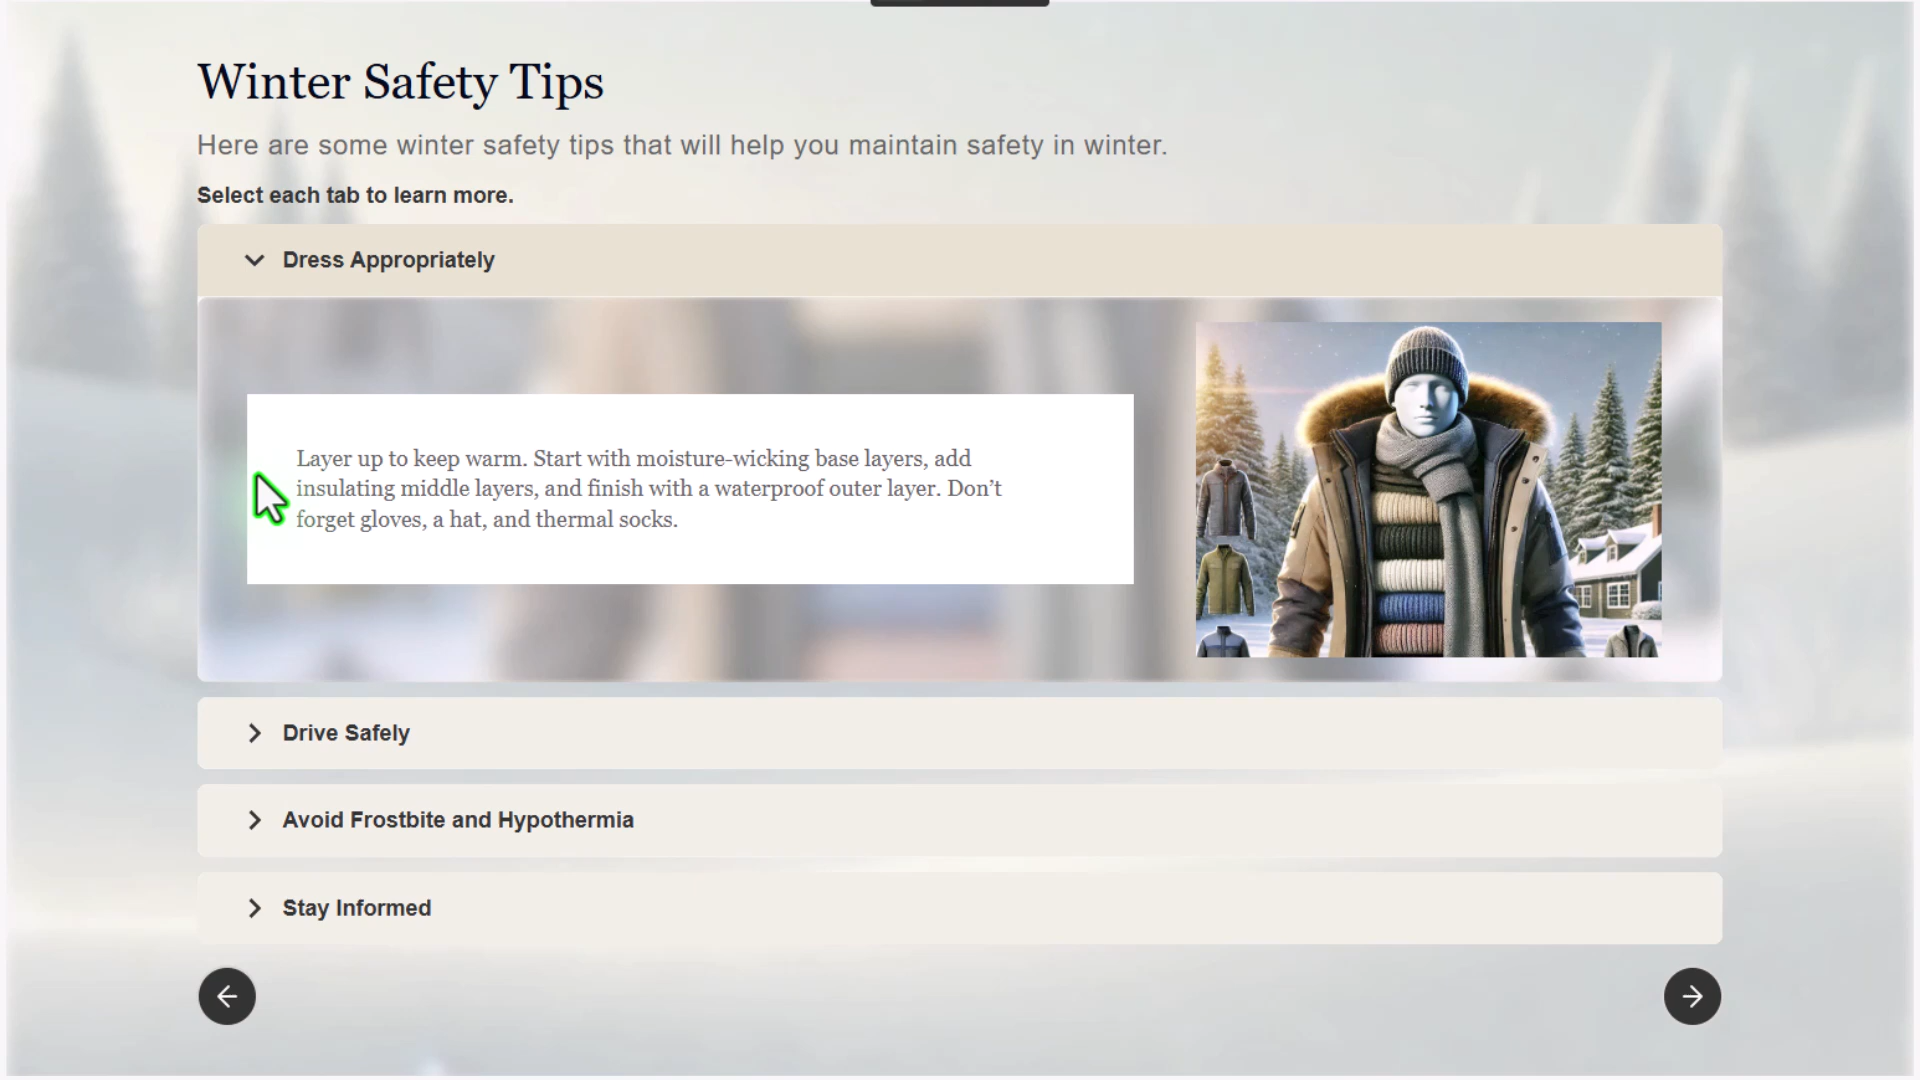 Winter Safety Tips
Here are some winter safety tips that will help you maintain safety in winter.
Select each tab to learn more.
Dress Appropriately
Layer up to keep warm. Start with moisture-wicking base layers, add
insulating middle layers, and finish with a waterproof outer layer. Don’t
forget gloves, a hat, and thermal socks.
Drive Safely
Avoid Frostbite and Hypothermia
Stay Informed